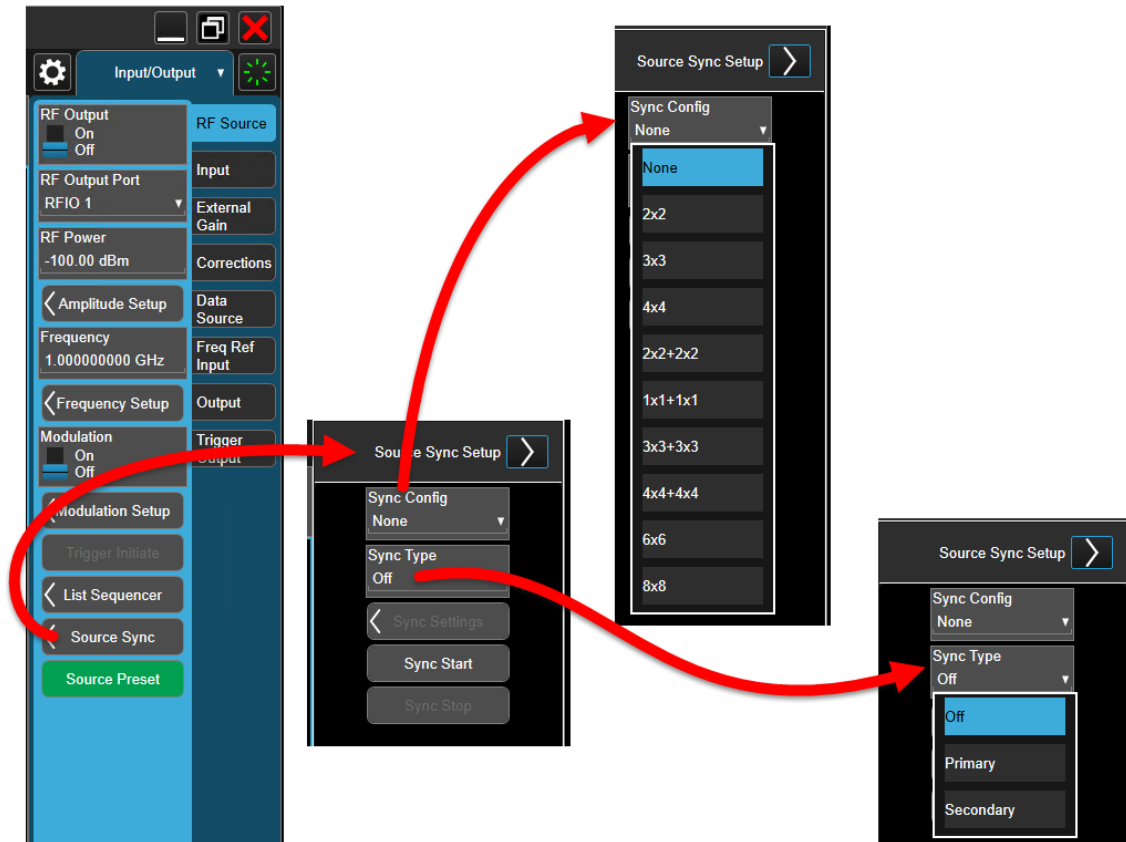 Input/Output
RF Output
On
Off
RF Output Port
RFIO 1
RF Power
-100.00 dBm
Amplitude Setup
Frequency
1.000000000 GHz
Frequency Setup
Modulation
On
Off
Modulation Setup
Trigger Initiate
List Sequencer
Source Sync
Source Preset
RF Source
Input
External
Gain
Corrections
Data
Source
Freq Ref
Input
Output
Trigger
Output
Source Sync Setup
Sync Config
None
Sync Type
Off
Sync Settings
Sync Start
Sync Stop
Source Sync Setup
Sync Config
None
None
2x2
3x3
4x4
2x2+2x2
1x1+1x1
3x3+3x3
4x4+4x4
6x6
8x8
Source Sync Setup
Sync Config
None
Sync Type
Off
Off
Primary
Secondary